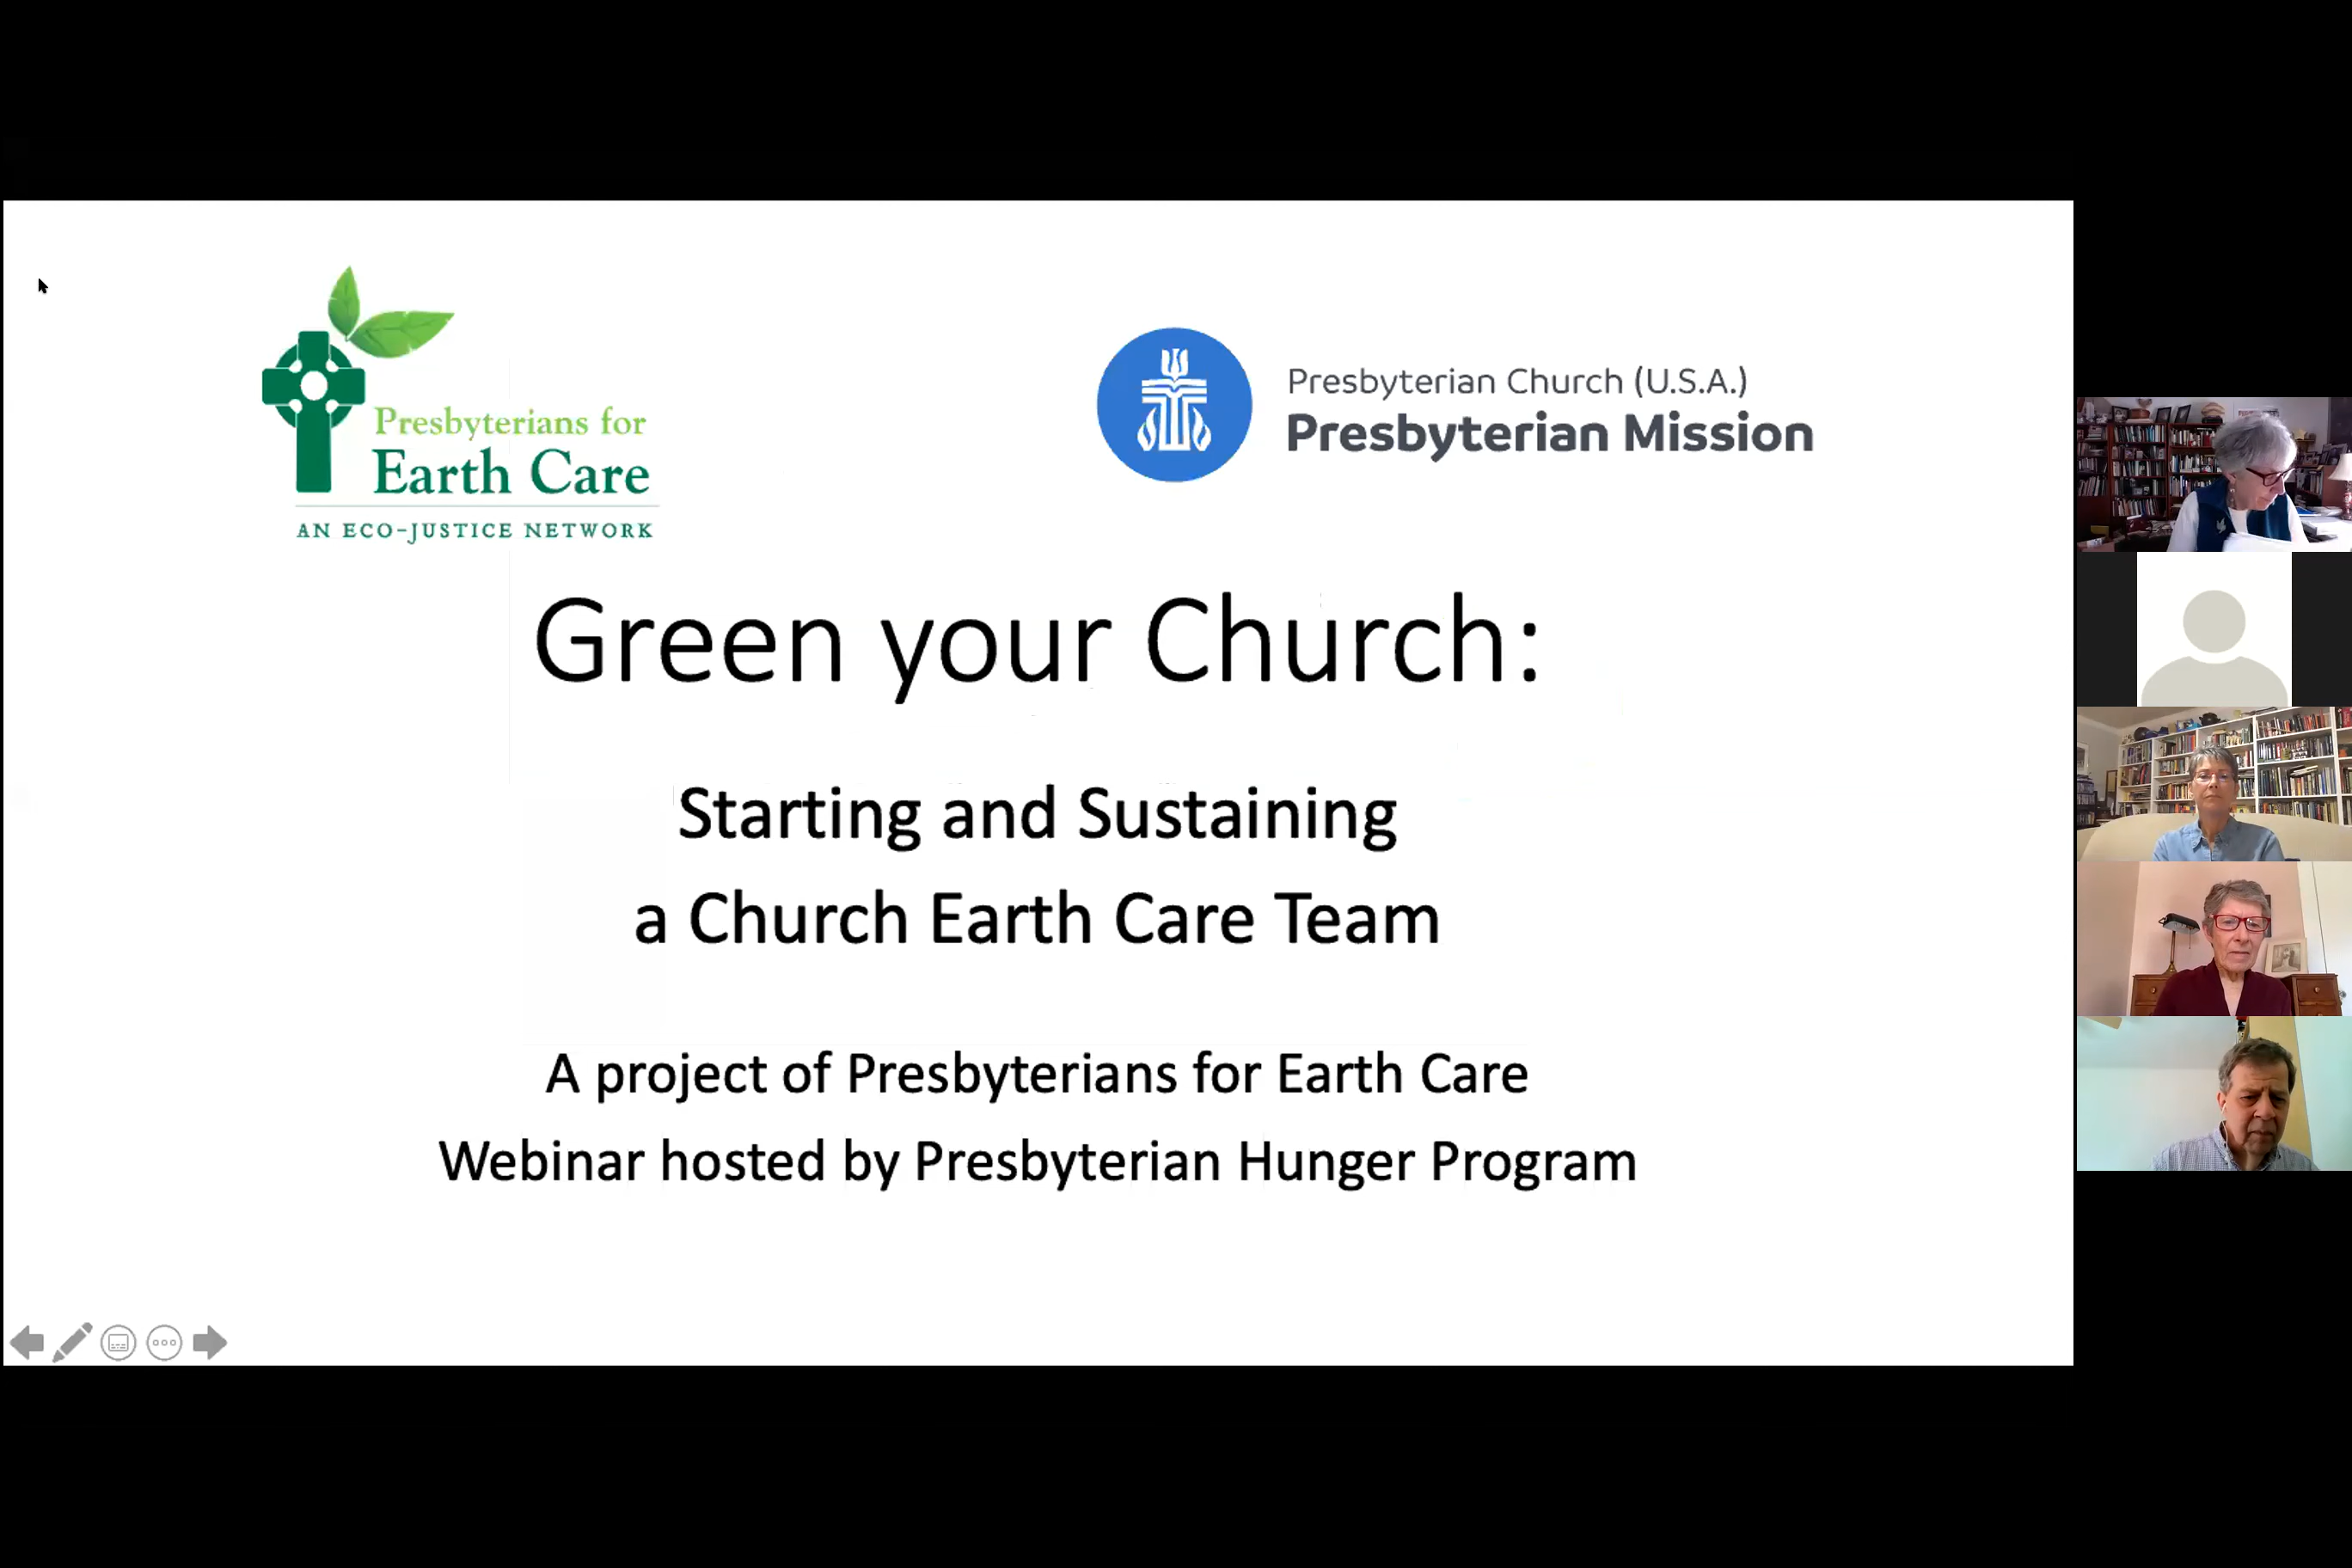 Presbyterians for
Earth Care
AN ECO-JUSTICE NETWORK
Presbyterian Church (U.S.A.)
Presbyterian Mission
Green your Church:
Starting and Sustaining
a Church Earth Care Team
A project of Presbyterians for Earth Care
Webinar hosted by Presbyterian Hunger Program